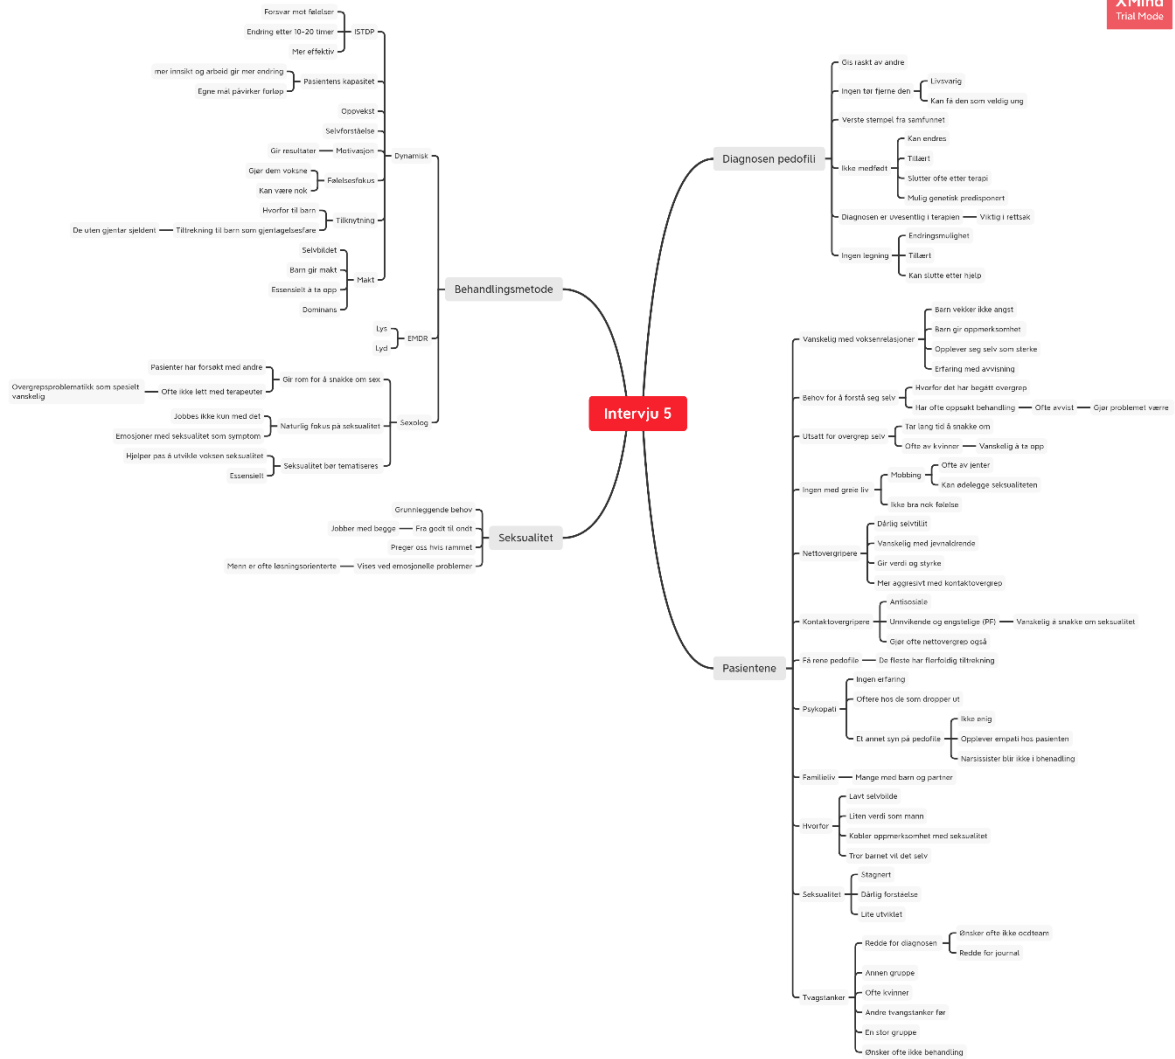 XMind
Trial Mode
Intervju 5
Diagnosen pedofili
Gis raskt av andre
Ingen tør fjerne den
Livsvarig
Kan få den som veldig ung
Verste stempel fra samfunnet
Ikke medfødt
Kan endres
Tillært
Slutter ofte etter terapi
Mulig genetisk predisponert
Diagnosen er uvesentlig i terapien
Viktig i rettsak
Ingen legning
Endringsmulighet
Tillært
Kan slutte etter hjelp
Pasientene
Vanskelig med voksenrelasjoner
Barn vekker ikke angst
Barn gir oppmerksomhet
Opplever seg selv som sterke
Erfaring med avvisning
Behov for å forstå seg selv
Hvorfor det har begått overgrep
Har ofte oppsøkt behandling
Ofte avvist
Gjør problemet verre
Utsatt for overgrep selv
Tar lang tid å snakke om
Ofte av kvinner
Vanskelig å ta opp
Ingen med greie liv
Mobbing
Ofte av jenter
Kan ødelegge seksualiteten
Ikke bra nok følelse
Nettovergripere
Dårlig selvtillit
Vanskelig med jevnaldrende
Gir verdi og styrke
Mer aggresivt med kontaktovergrep
Kontaktovergripere
Antisosiale
Unnvikende og engstelige (PF)
Vanskelig å snakke om seksualitet
Gjør ofte nettovergrep også
Få rene pedofile
De fleste har flerfoldig tiltrekning
Psykopati
Ingen erfaring
Oftere hos de som dropper ut
Et annet syn på pedofile
Ikke enig
Opplever empati hos pasienten
Narsissister blir ikke i bhenadling
Familieliv
Mange med barn og partner
Hvorfor
Lavt selvbilde
Liten verdi som mann
Kobler oppmerksomhet med seksualitet
Tror barnet vil det selv
Seksualitet
Stagnert
Dårlig forståelse
Lite utviklet
Tvagstanker
Redde for diagnosen
Ønsker ofte ikke ocdteam
Redde for journal
Annen gruppe
Ofte kvinner
Andre tvangstanker før
En stor gruppe
Ønsker ofte ikke behandling
Behandlingsmetode
Dynamisk
ISTDP
Forsvar mot følelser
Endring etter 10-20 timer
Mer effektiv
Pasientens kapasitet
mer innsikt og arbeid gir mer endring
Egne mål påvirker forløp
Oppvekst
Selvforståelse
Motivasjon
Gir resultater
Følelsesfokus
Gjør dem voksne
Kan være nok
Tilknytning
Hvorfor til barn
Tiltrekning til barn som gjentagelsesfare
De uten gjentar sjeldent
Makt
Selvbildet
Barn gir makt
Essensielt å ta opp
Dominans
EMDR
Lys
Lyd
Sexolog
Gir rom for å snakke om sex
Pasienter har forsøkt med andre
Ofte ikke lett med terapeuter
Overgrepsproblematikk som spesielt
vanskelig
Naturlig fokus på seksualitet
Jobbes ikke kun med det
Emosjoner med seksualitet som symptom
Seksualitet bør tematiseres
Hjelper pas å utvikle voksen seksualitet
Essensielt
Seksualitet
Grunnleggende behov
Fra godt til ondt
Jobber med begge
Preger oss hvis rammet
Vises ved emosjonelle problemer
Menn er ofte løsningsorienterte